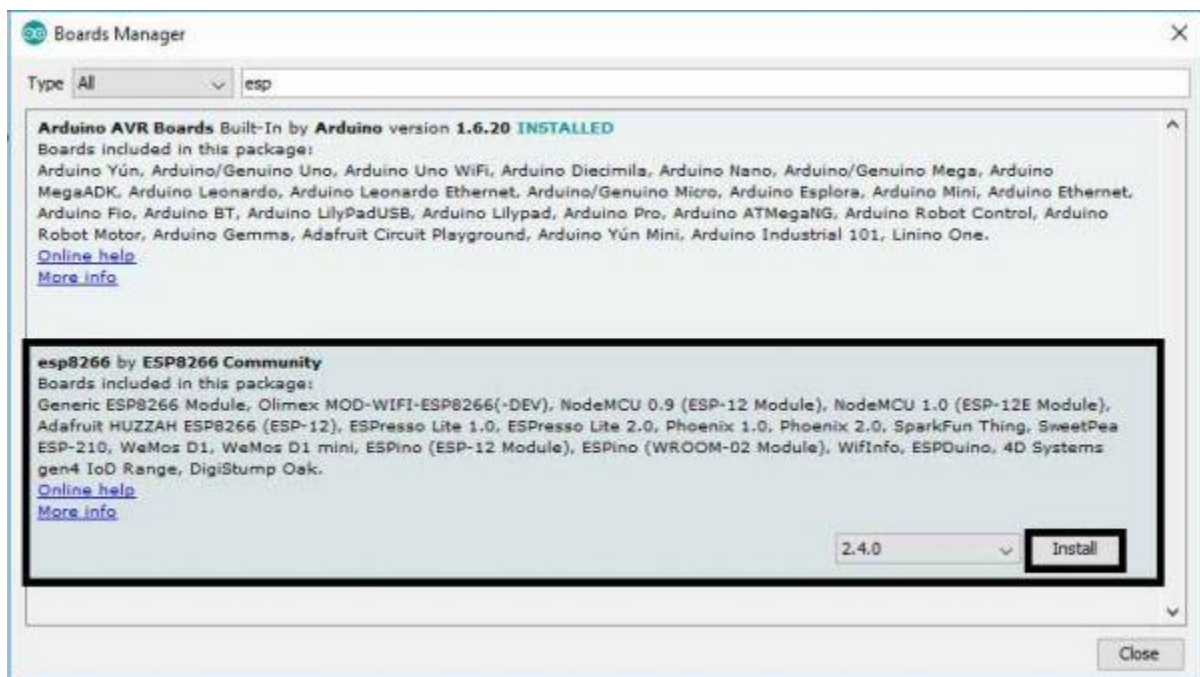 Boards Manager
Type All esp
Arduino AVR Boards Built-In by Arduino version 1.6.20 INSTALLED
Boards included in this package:
Arduino Yún, Arduino/Genuino Uno, Arduino Uno WiFi, Arduino Diecimila, Arduino Nano, Arduino/Genuino Mega, Arduino
MegaADK, Arduino Leonardo, Arduino Leonardo Ethernet, Arduino/Genuino Micro, Arduino Esplora, Arduino Mini, Arduino Ethernet,
Arduino Fio, Arduino BT, Arduino LilyPadUSB, Arduino Lilypad, Arduino Pro, Arduino ATMegaNG, Arduino Robot Control, Arduino
Robot Motor, Arduino Gemma, Adafruit Circuit Playground, Arduino Yún Mini, Arduino Industrial 101, Linino One.
Online help
More info
esp8266 by ESP8266 Community
Boards included in this package:
Generic ESP8266 Module, Olimex MOD-WIFI-ESP8266(-DEV), NodeMCU 0.9 (ESP-12 Module), NodeMCU 1.0 (ESP-12E Module),
Adafruit HUZZAH ESP8266 (ESP-12), ESPresso Lite 1.0, ESPresso Lite 2.0, Phoenix 1.0, Phoenix 2.0, SparkFun Thing, SweetPea
ESP-210, WeMos D1, WeMos D1 mini, ESPino (ESP-12 Module), ESPino (WROOM-02 Module), WifInfo, ESPDuino, 4D Systems
gen4 IoD Range, DigiStump Oak.
Online help
More info
2.4.0 Install
Close